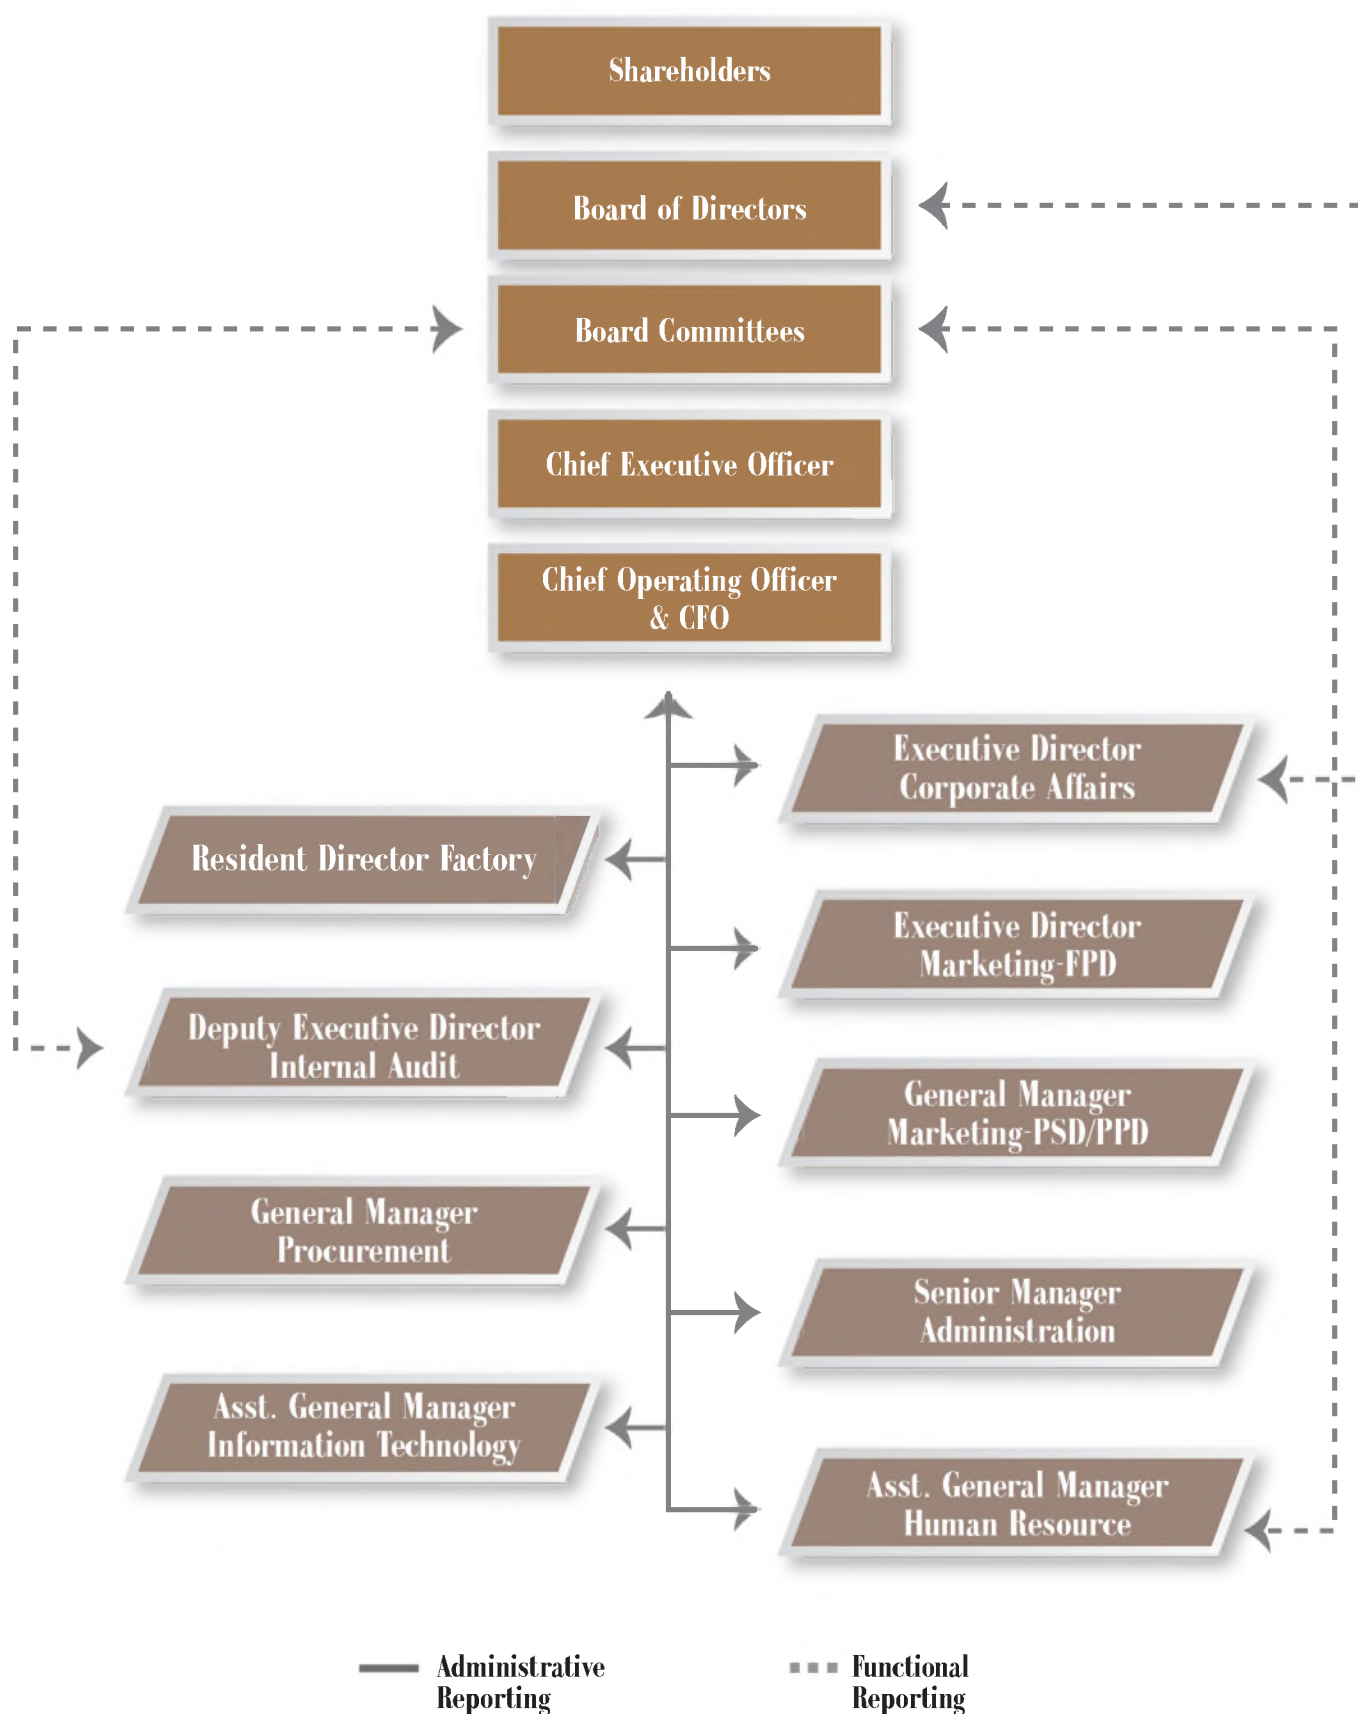 Shareholders
Board of Directors
Board Committees
Chief Executive Officer
Chief Operating Officer
& CFO
Executive Director
Corporate Affairs
Resident Director Factory
Executive Director
Marketing-FPD
Deputy Executive Director
Internal Audit
General Manager
Marketing-PSD/PPD
General Manager
Procurement
Senior Manager
Administration
Asst. General Manager
Information Technology
Asst. General Manager
Human Resource
Administrative
Reporting
Functional
Reporting